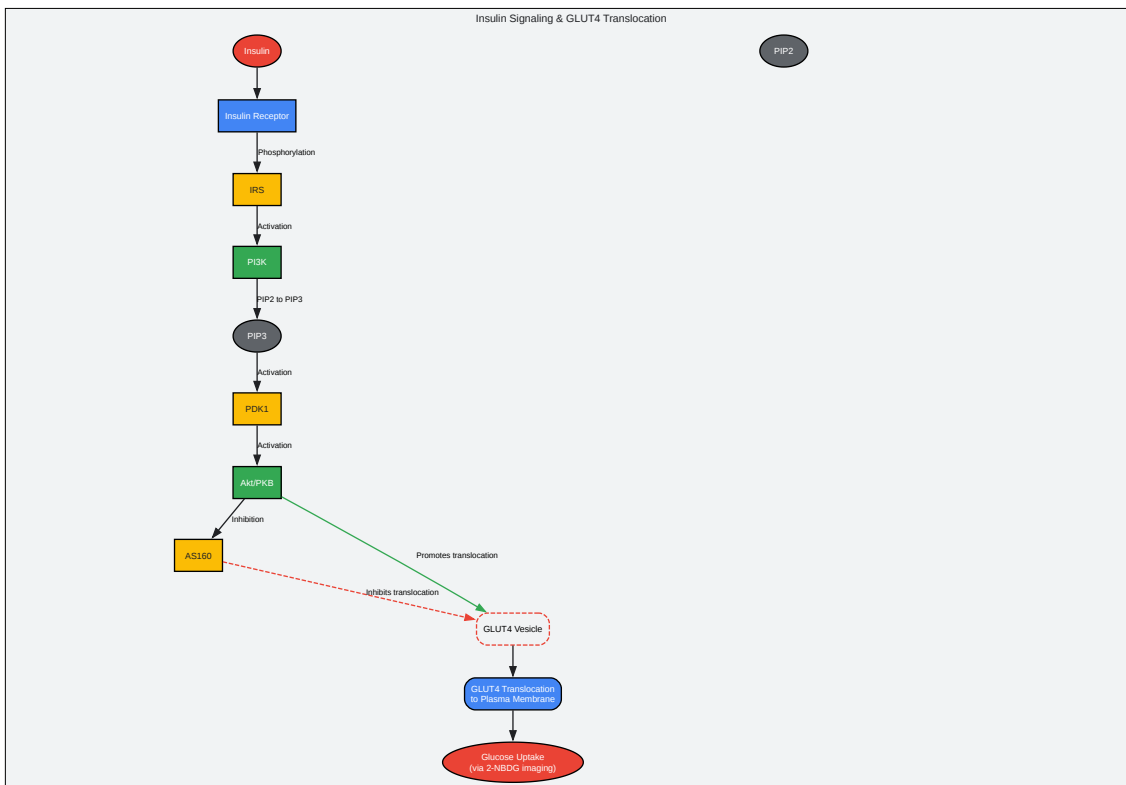 Insulin Signaling & GLUT4 Translocation
Insulin
PIP2
Insulin Receptor
Phosphorylation
IRS
Activation
PI3K
PIP2 to PIP3
PIP3
Activation
PDK1
Activation
Akt/PKB
Inhibition
AS160
Promotes translocation
Inhibits translocation
GLUT4 Vesicle
GLUT4 Translocation
to Plasma Membrane
Glucose Uptake
(via 2-NBDG imaging)